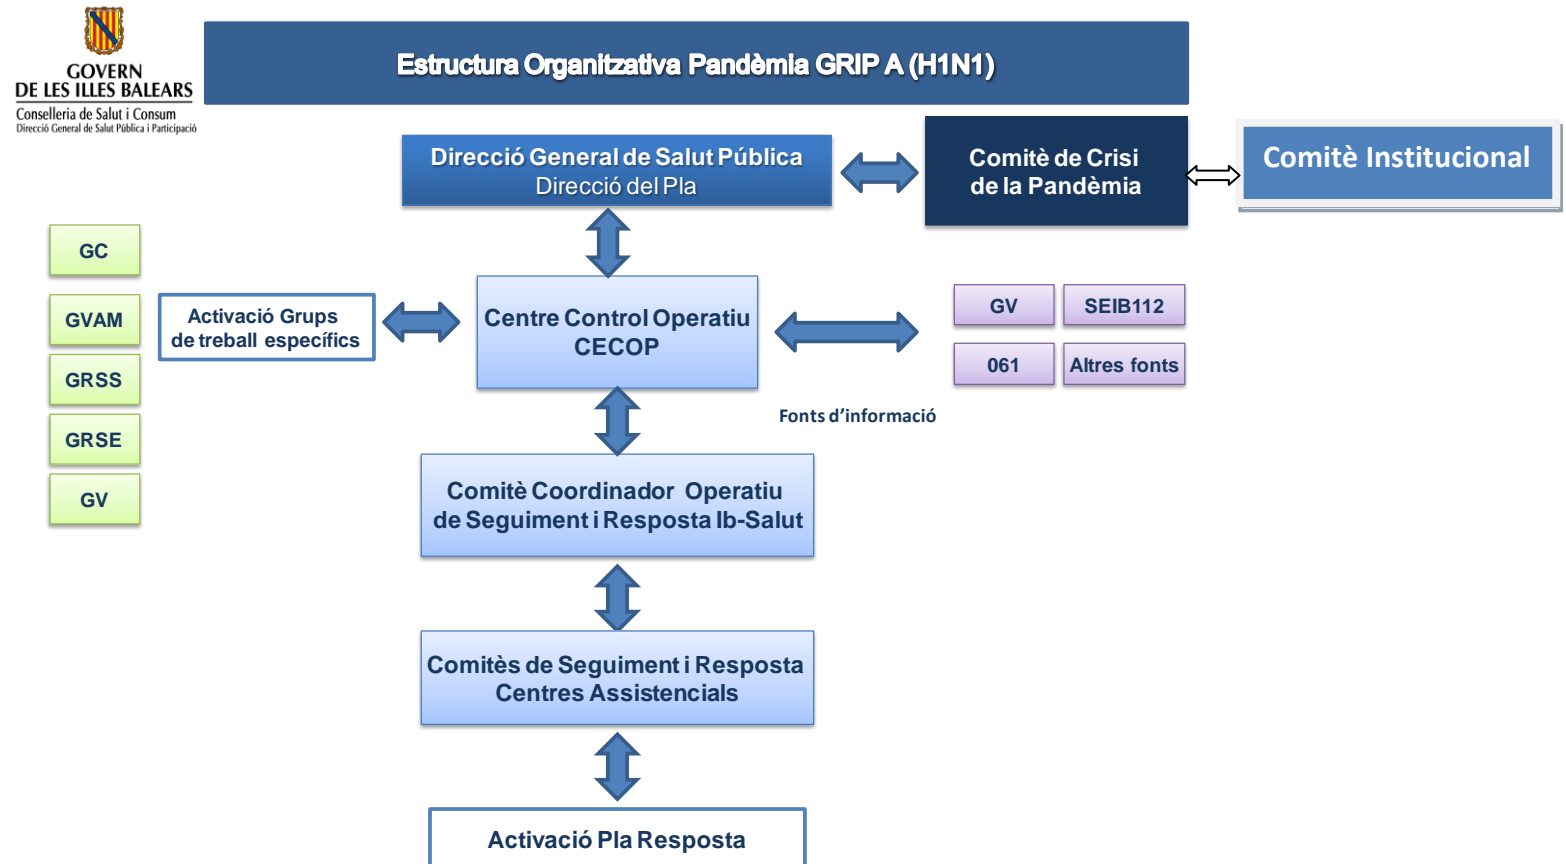 GOVERN
DE LES ILLES BALEARS
Conselleria de Salut i Consum
Direcció General de Salut Pública i Participació
Estructura Organitzativa Pandèmia GRIP A (H1N1)
Direcció General de Salut Pública
Direcció del Pla
Comitè de Crisi
de la Pandèmia
Comitè Institucional
GC
GVAM
GRSS
GRSE
GV
Activació Grups
de treball específics
Centre Control Operatiu
CECOP
GV
SEIB112
061
Altres fonts
Fonts d’informació
Comitè Coordinador Operatiu
de Seguiment i Resposta Ib-Salut
Comitès de Seguiment i Resposta
Centres Assistencials
Activació Pla Resposta